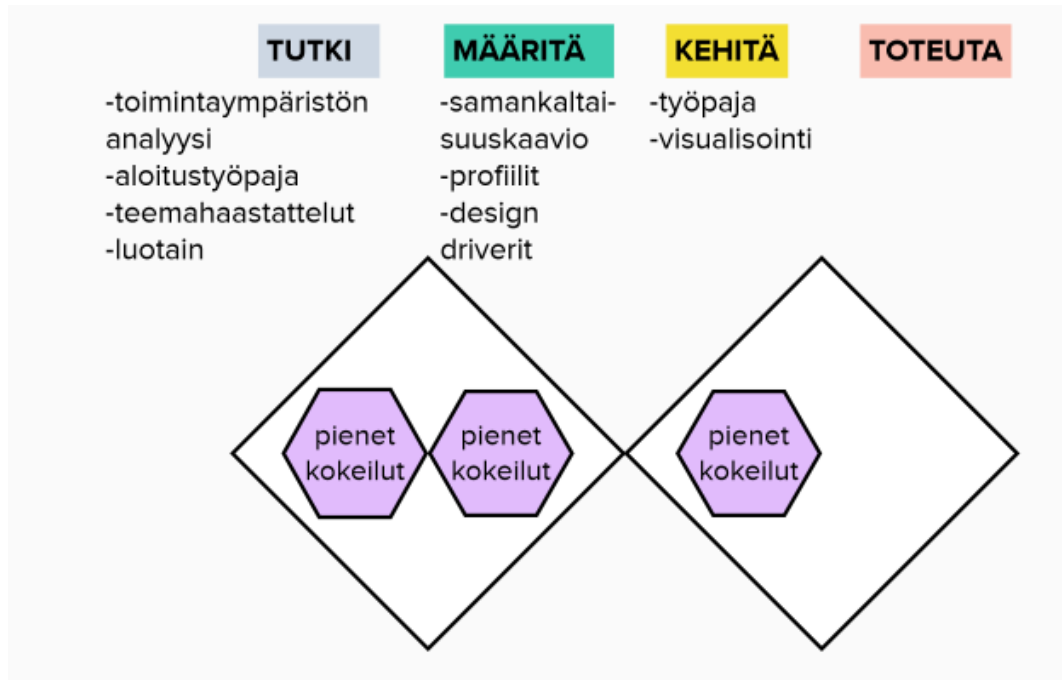 TUTKI
-toimintaympäristön
analyysi
-aloitustyöpaja
-teemahaastattelut
-luotain
MÄÄRITÄ
-samankaltai-
suuskaavio
-profiilit
-design
driverit
KEHITÄ
-työpaja
-visualisointi
TOTEUTA
pienet
kokeilut
pienet
kokeilut
pienet
kokeilut